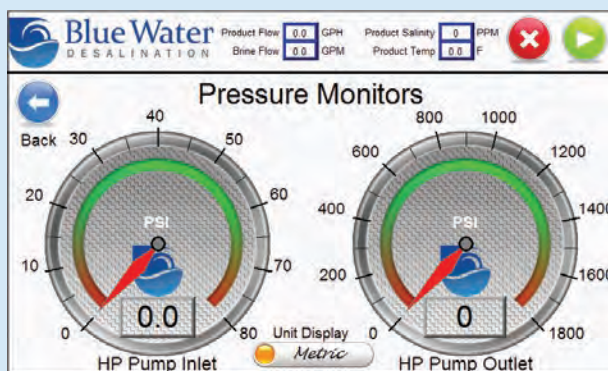 Blue Water
DESALINATION
Product Flow 0.0 GPH
Brine Flow 0.0 GPM
Product Salinity 0 PPM
Product Temp 0.0 F
Back
Pressure Monitors
0 10 20 30 40 50 60 70 80
PSI
0.0
HP Pump Inlet
Unit Display
Metric
0 200 400 600 800 1000 1200 1400 1600 1800
PSI
0
HP Pump Outlet